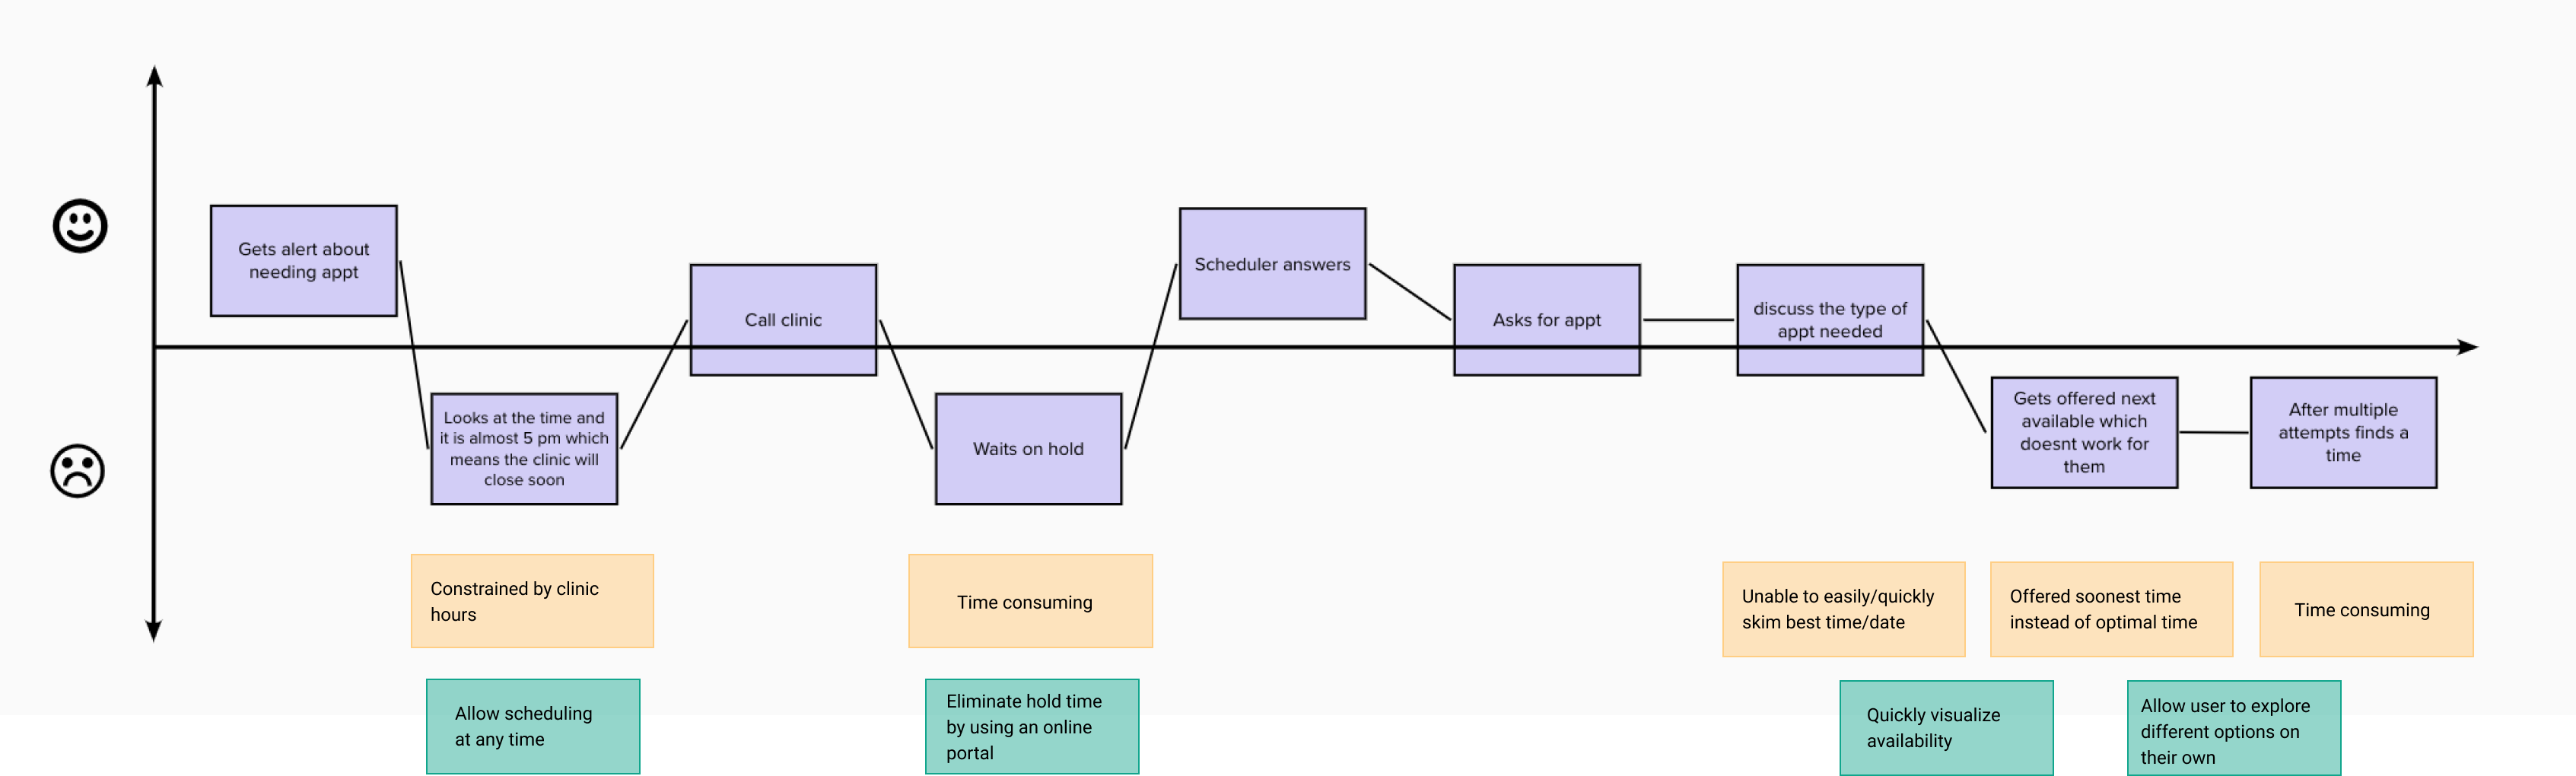 Gets alert about
needing appt
Looks at the time and
it is almost 5 pm which
means the clinic will
close soon
Call clinic
Waits on hold
Scheduler answers
Asks for appt
discuss the type of
appt needed
Gets offered next
available which
doesnt work for
them
After multiple
attempts finds a
time
Constrained by clinic
hours
Time consuming
Unable to easily/quickly
skim best time/date
Offered soonest time
instead of optimal time
Time consuming
Allow scheduling
at any time
Eliminate hold time
by using an online
portal
Quickly visualize
availability
Allow user to explore
different options on
their own